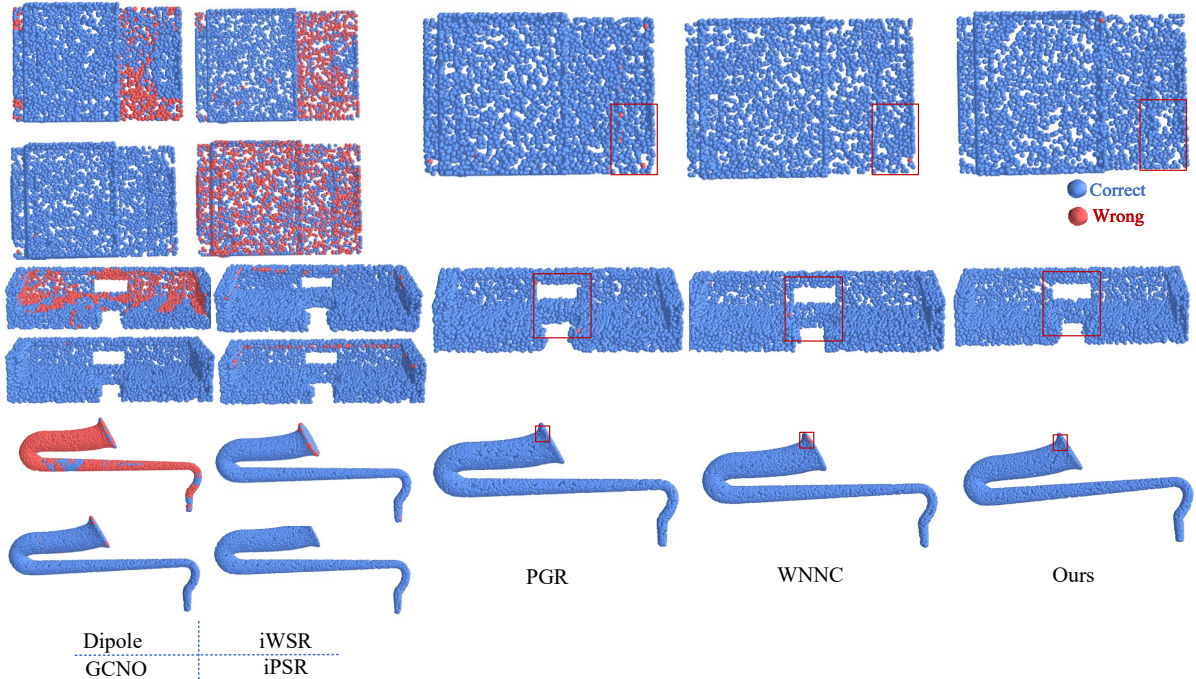 Correct
Wrong
PGR
WNNC
Ours
Dipole
iWSR
GCNO
iPSR